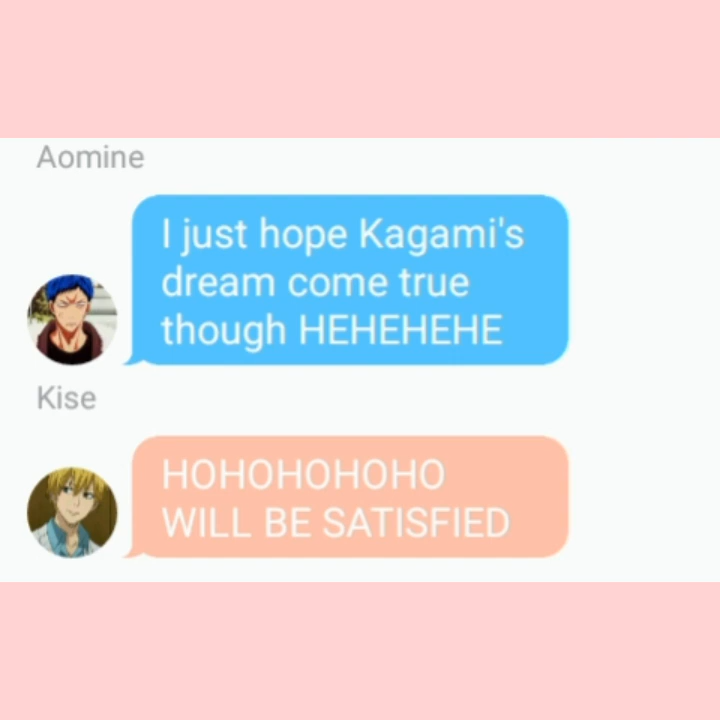 Aomine
I just hope Kagami's
dream come true
though HEHEHEHE
Kise
HOHOHOHOHO
WILL BE SATISFIED